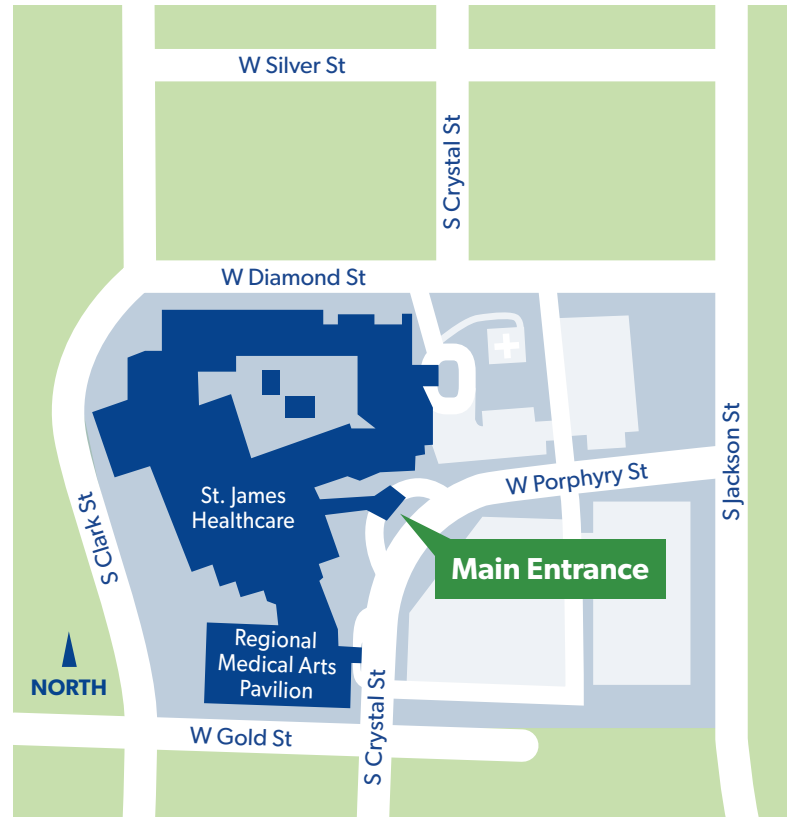 W Silver St
S Crystal St
W Diamond St
S Jackson St
W Porphyry St
St. James
Healthcare
S Clark St
Main Entrance
Regional
Medical Arts
Pavilion
NORTH
S Crystal St
W Gold St